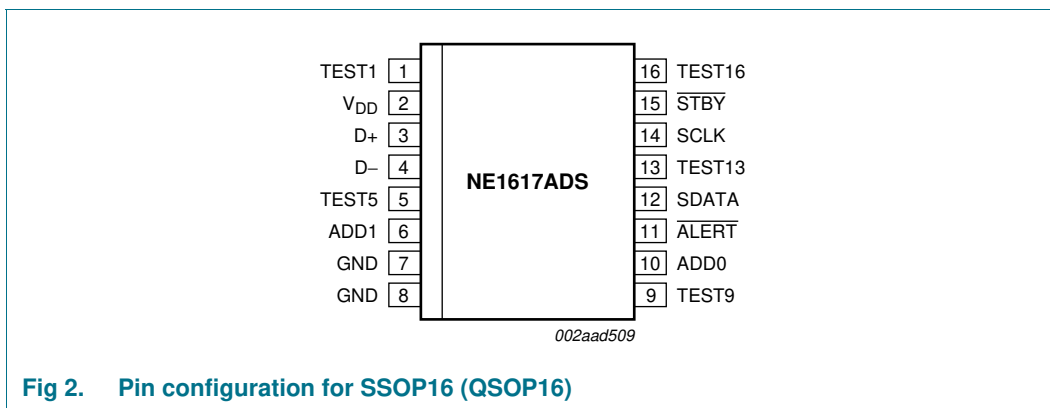 TEST1 1 16 TEST16
VDD 2 15 STBY
D+ 3 14 SCLK
D− 4 NE1617ADS 13 TEST13
TEST5 5 12 SDATA
ADD1 6 11 ALERT
GND 7 10 ADD0
GND 8 9 TEST9
002aad509
Fig 2. Pin configuration for SSOP16 (QSOP16)